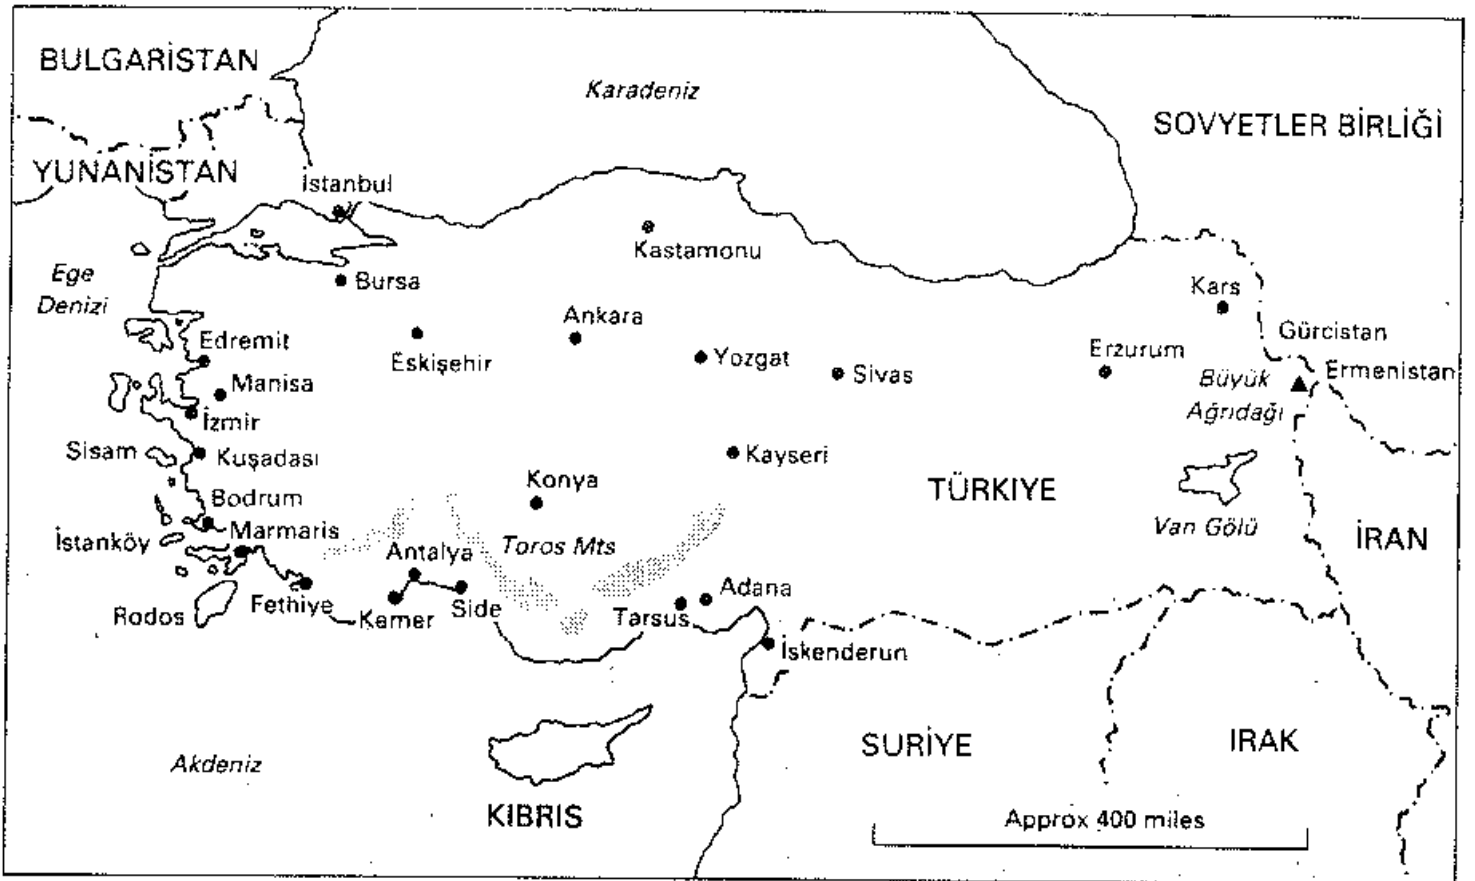 BULGARİSTAN
Karadeniz
SOVYETLER BİRLİĞİ
YUNANİSTAN
İstanbul
Kastamonu
Ege
Denizi
Bursa
Kars
Ankara
Gürcistan
Edremit
Eskişehir
Yozgat
Erzurum
Sivas
Büyük
Ağrıdağı
Ermenistan
Manisa
İzmir
Sisam
Kuşadası
Kayseri
Konya
TÜRKIYE
Bodrum
Van Gölü
İRAN
İstanköy
Marmaris
Antalya
Toros Mts
Rodos
Fethiye
Kemer
Side
Tarsus
Adana
İskenderun
Akdeniz
SURİYE
IRAK
KIBRIS
Approx 400 miles